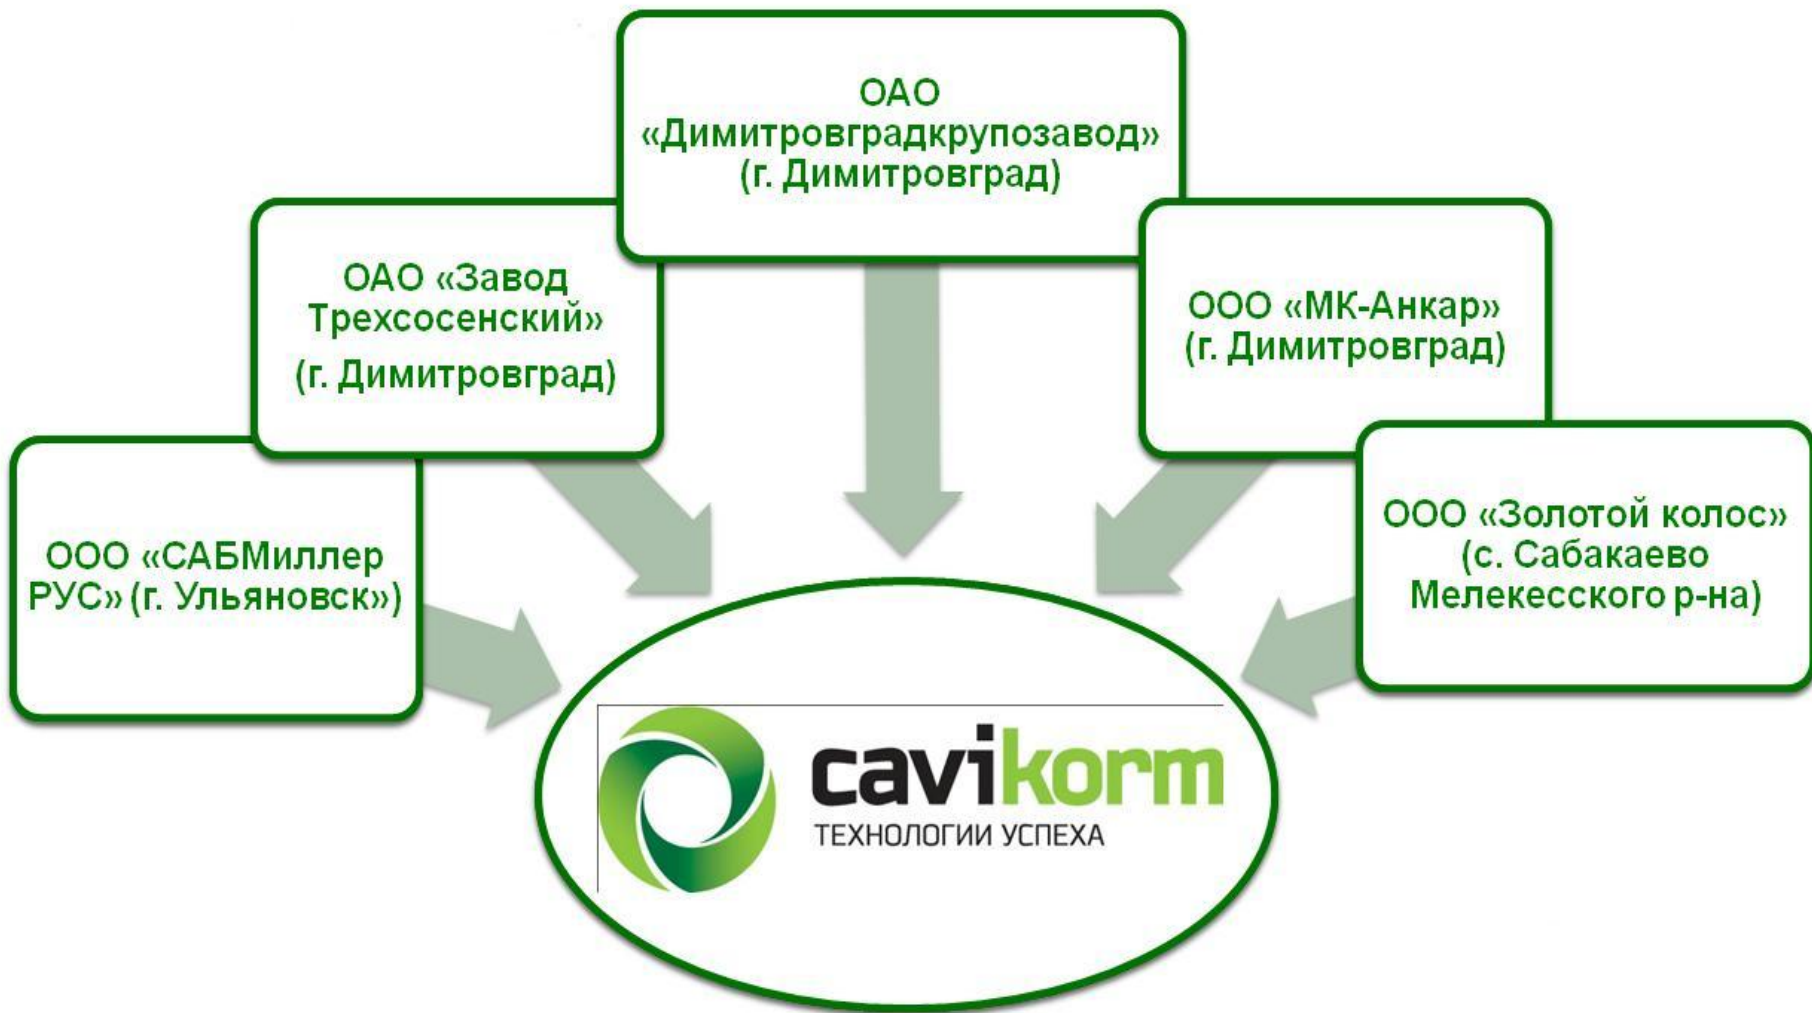 ОАО
«Димитровградкрупозавод»
(г. Димитровград)
ОАО «Завод
Трехсосенский»
(г. Димитровград)
ООО «МК-Анкар»
(г. Димитровград)
ООО «САБМиллер
РУС» (г. Ульяновск»)
ООО «Золотой колос»
(с. Сабакаево
Мелекесского р-на)
cavikorm
ТЕХНОЛОГИИ УСПЕХА